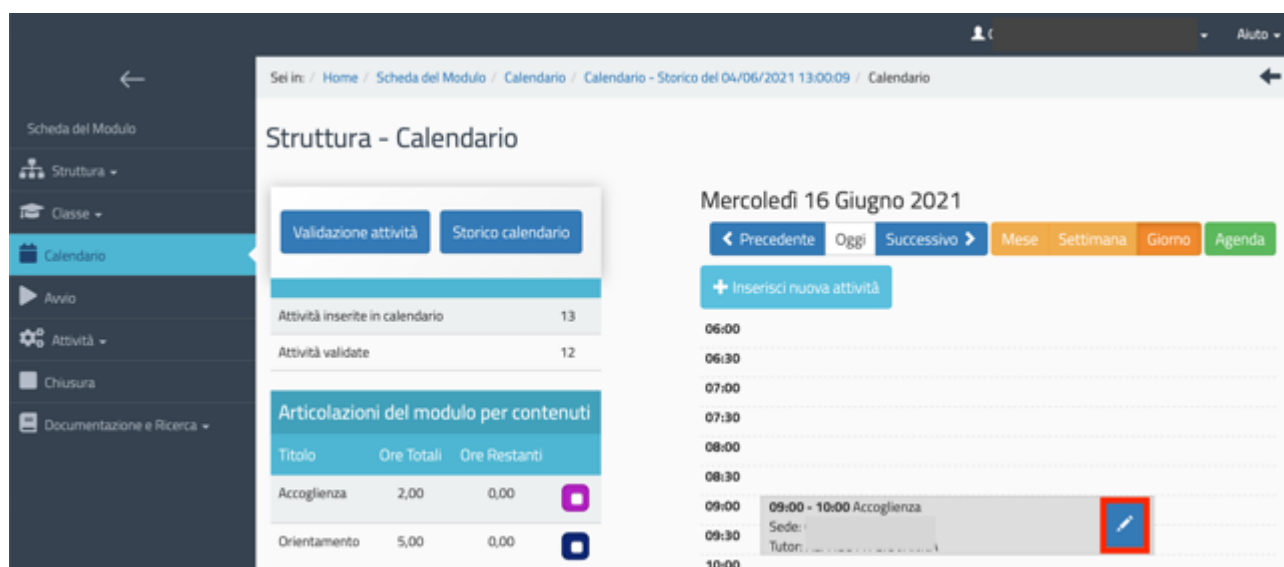 Aiuto
Sei in: / Home / Scheda del Modulo / Calendario / Calendario - Storico del 04/06/2021 13:00:09 / Calendario
Scheda del Modulo
Struttura
Classe
Calendario
Avvio
Attività
Chiusura
Documentazione e Ricerca
Struttura - Calendario
Validazione attività
Storico calendario
Attività inserite in calendario 13
Attività validate 12
Articolazioni del modulo per contenuti
Titolo Ore Totali Ore Restanti
Accoglienza 2,00 0,00
Orientamento 5,00 0,00
Mercoledì 16 Giugno 2021
Precedente Oggi Successivo Mese Settimana Giorno Agenda
+ Inserisci nuova attività
06:00
06:30
07:00
07:30
08:00
08:30
09:00
09:00 - 10:00 Accoglienza
Sede:
09:30
Tutor:
10:00